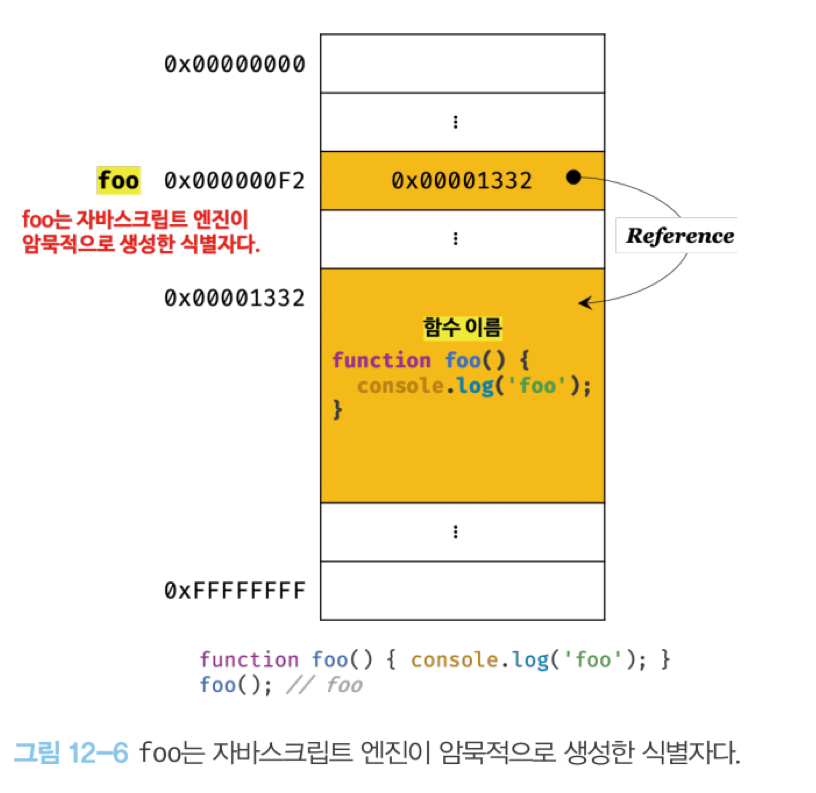 0x00000000
⋮
foo 0x000000F2 0x00001332
foo는 자바스크립트 엔진이
암묵적으로 생성한 식별자다.
⋮
Reference
0x00001332
함수 이름
function foo() {
  console.log('foo');
}
⋮
0xFFFFFFFF
function foo() { console.log('foo'); }
foo(); // foo
그림 12-6 foo는 자바스크립트 엔진이 암묵적으로 생성한 식별자다.